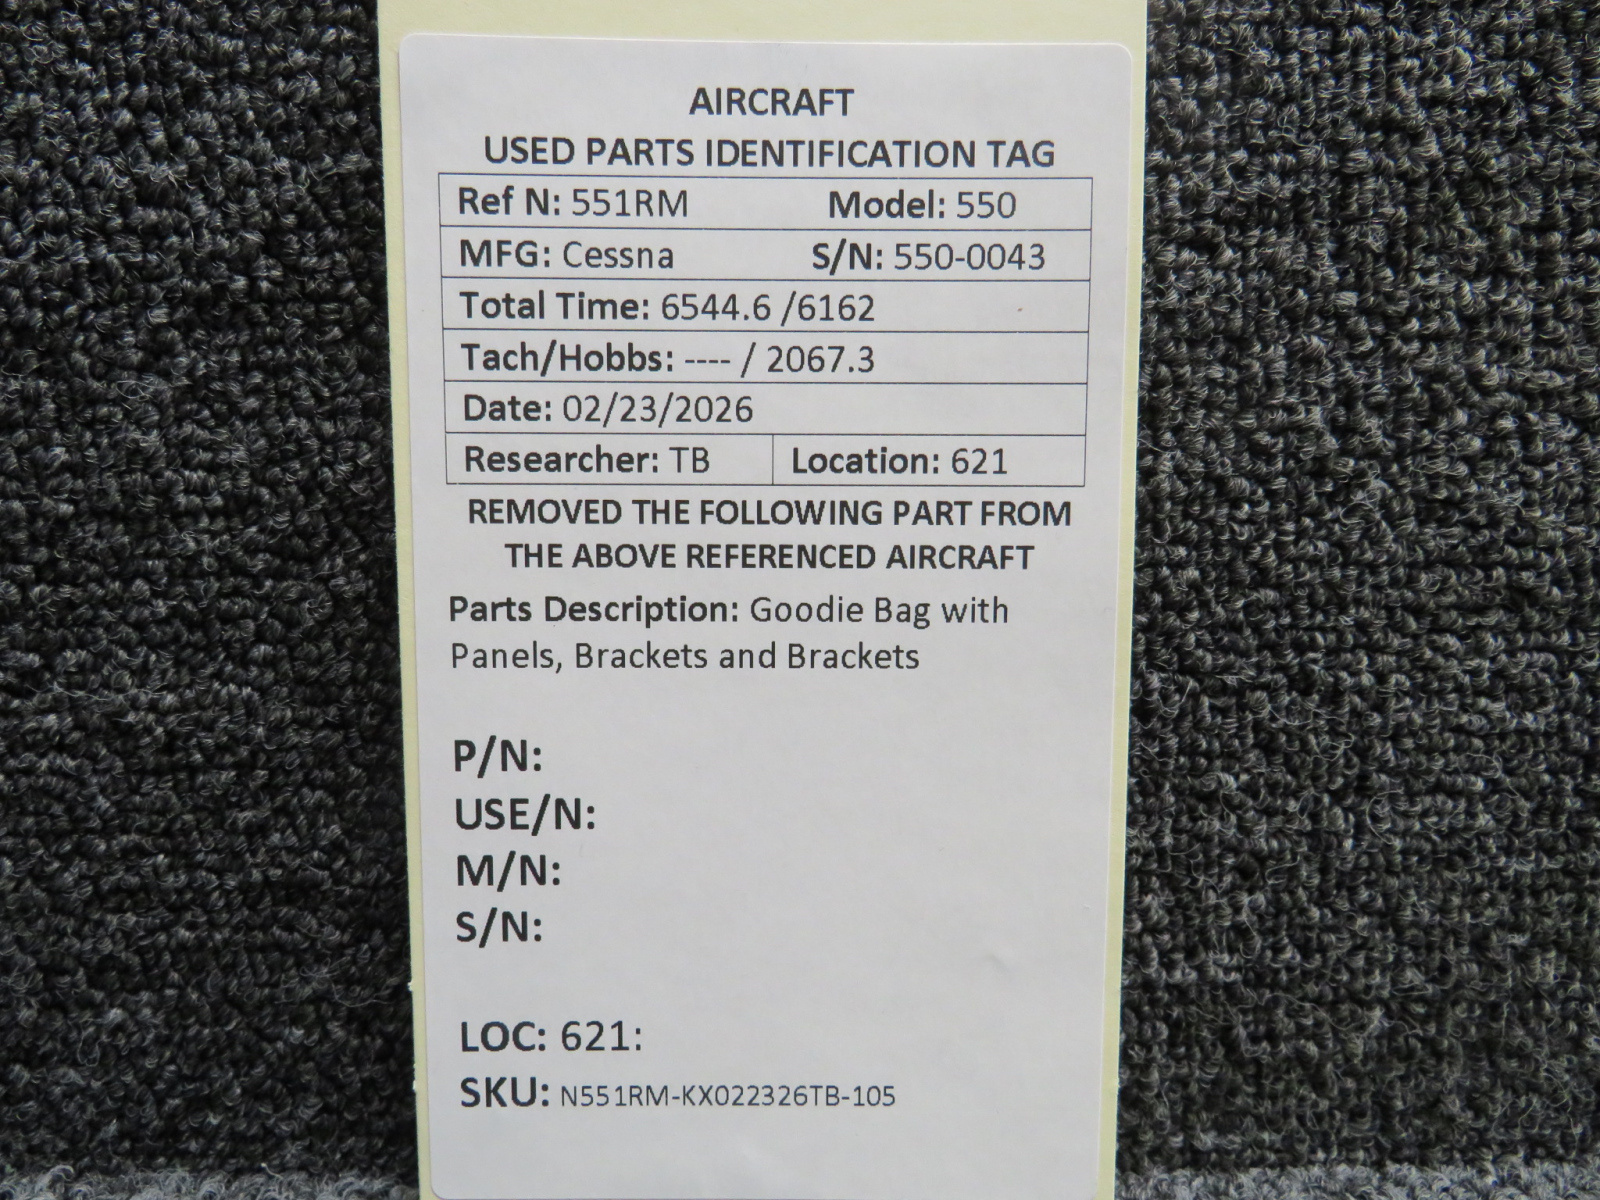 AIRCRAFT
USED PARTS IDENTIFICATION TAG
Ref N: 551RM Model: 550
MFG: Cessna S/N: 550-0043
Total Time: 6544.6 /6162
Tach/Hobbs: ---- / 2067.3
Date: 02/23/2026
Researcher: TB Location: 621
REMOVED THE FOLLOWING PART FROM
THE ABOVE REFERENCED AIRCRAFT
Parts Description: Goodie Bag with
Panels, Brackets and Brackets
P/N:
USE/N:
M/N:
S/N:
LOC: 621:
SKU: N551RM-KX022326TB-105